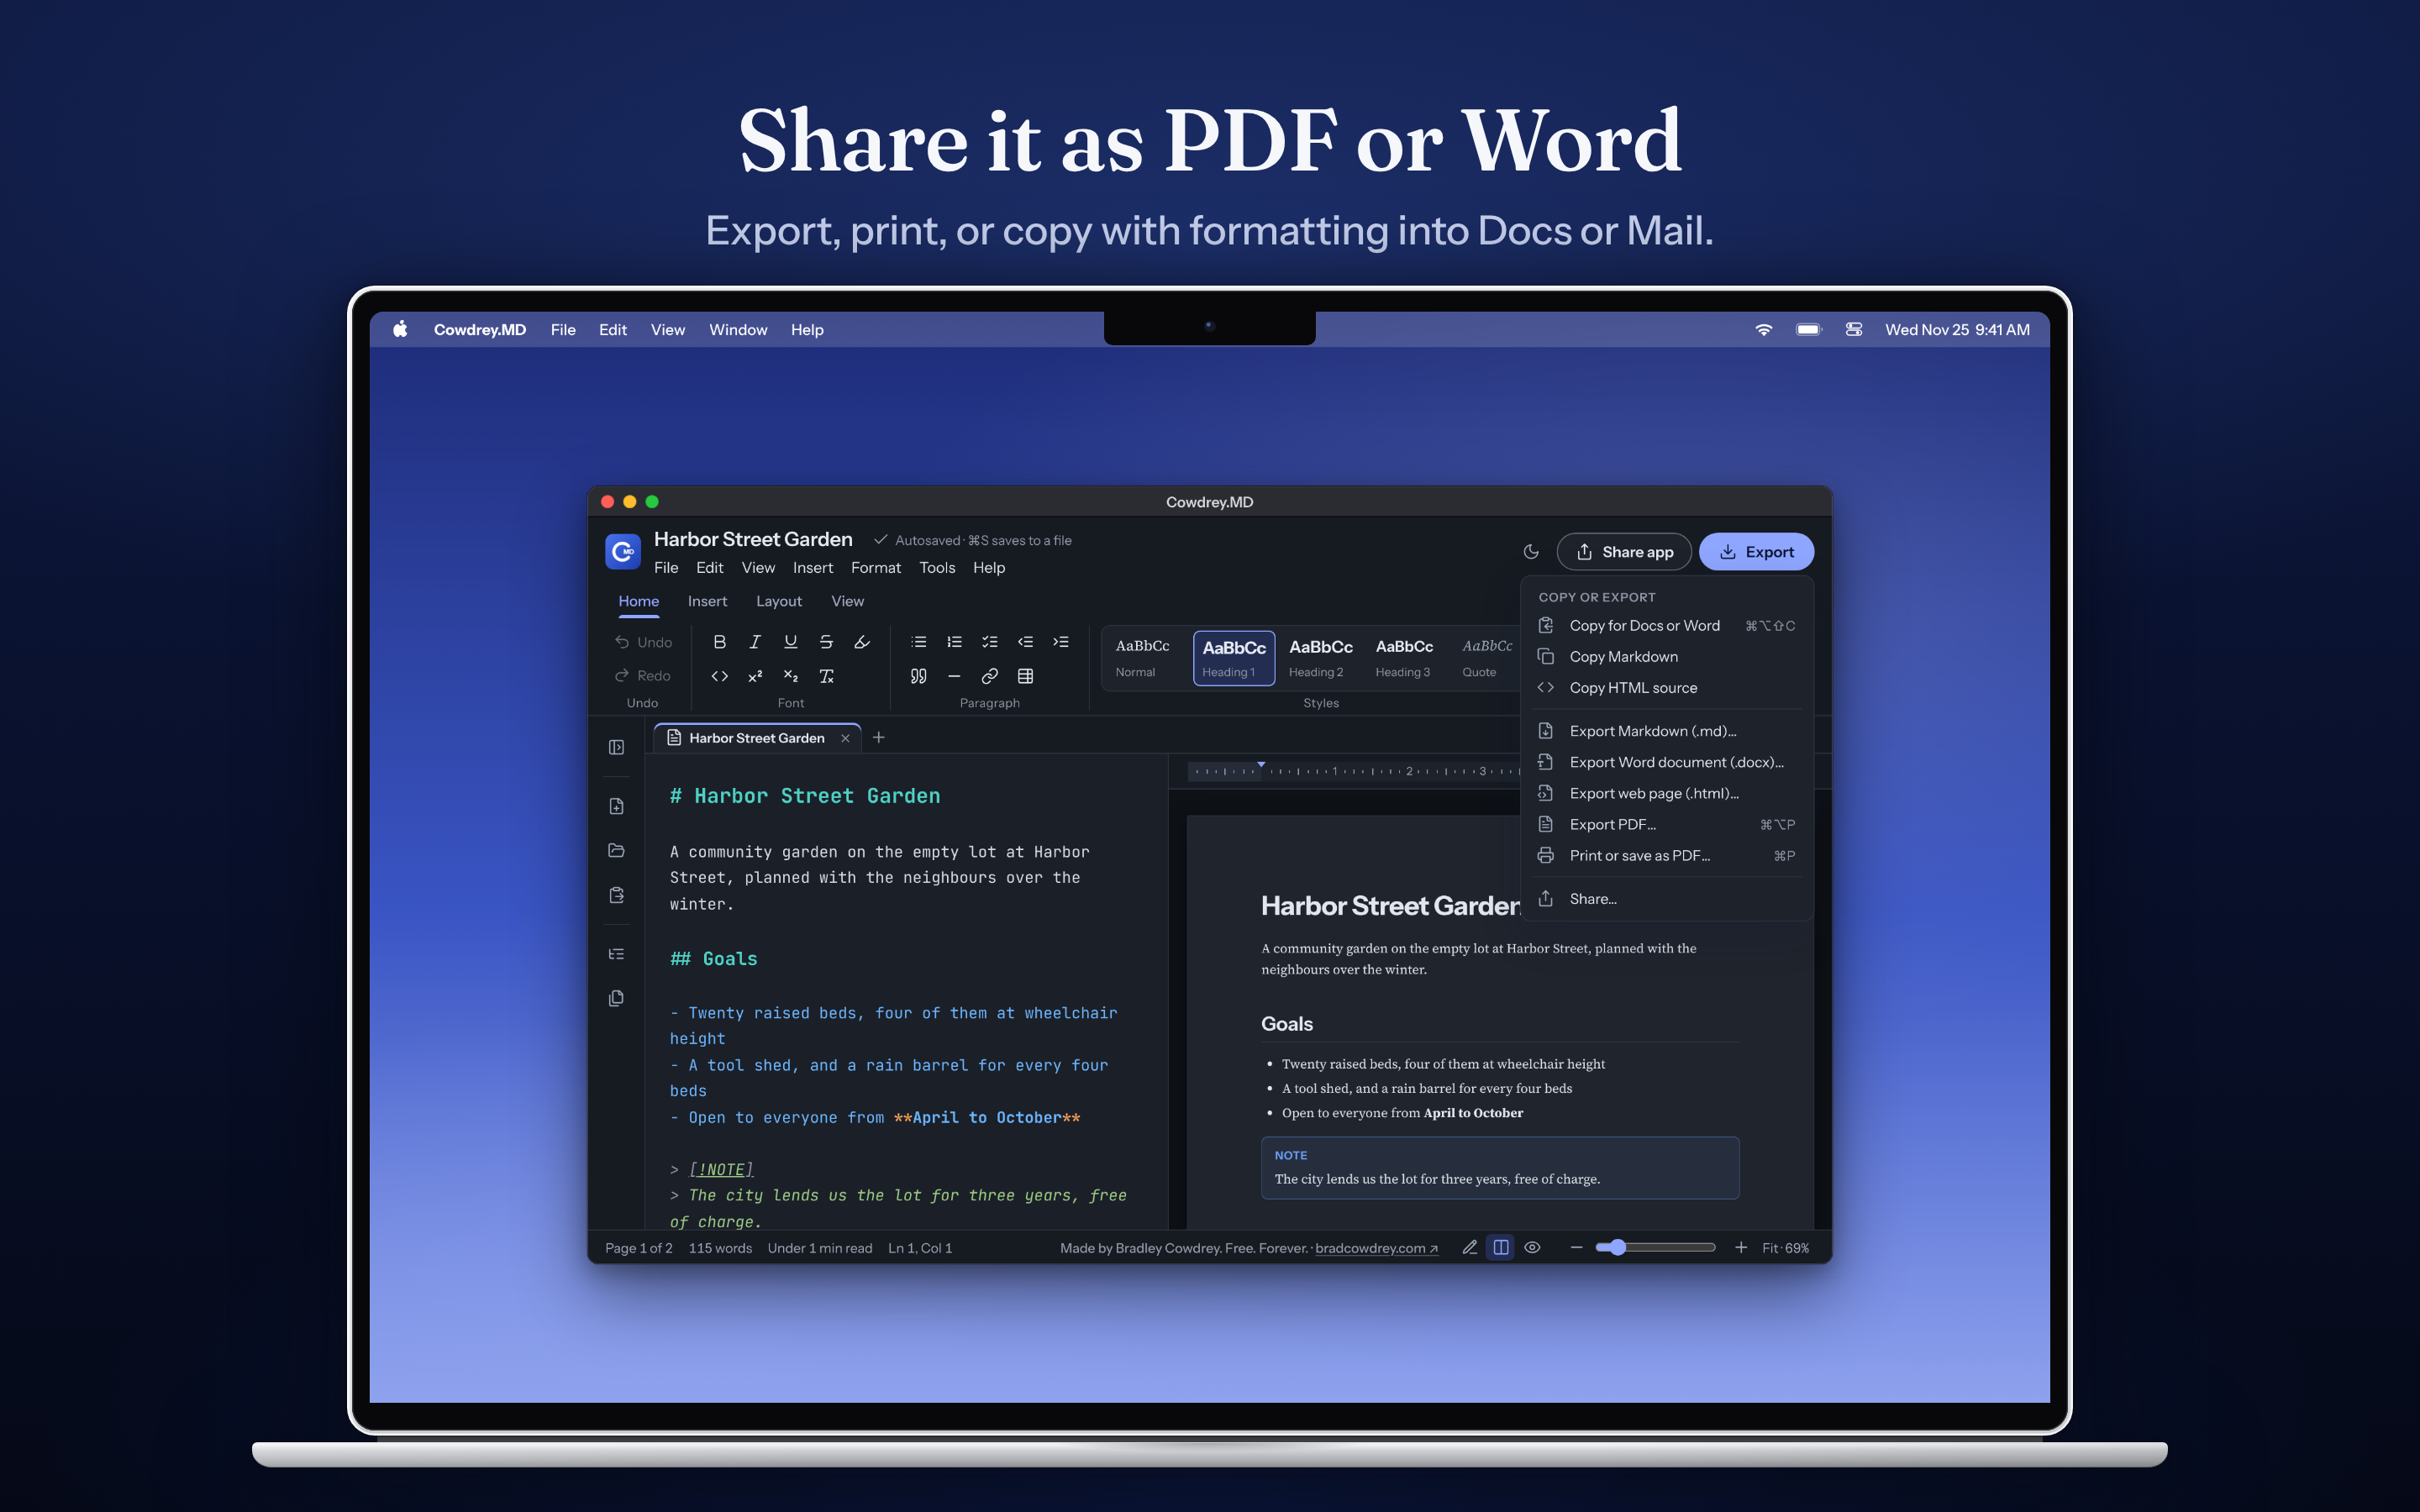 Share it as PDF or Word
Export, print, or copy with formatting into Docs or Mail.
Cowdrey.MD File Edit View Window Help
Wed Nov 25 9:41 AM
Cowdrey.MD
Harbor Street Garden
Autosaved · ⌘S saves to a file
File Edit View Insert Format Tools Help
Share app
Export
Home Insert Layout View
Undo
Redo
Undo
Font
Paragraph
AaBbCc AaBbCc AaBbCc AaBbCc AaBbCc
Normal Heading 1 Heading 2 Heading 3 Quote
Styles
COPY OR EXPORT
Copy for Docs or Word ⌘⌥⇧C
Copy Markdown
Copy HTML source
Export Markdown (.md)...
Export Word document (.docx)...
Export web page (.html)...
Export PDF... ⌘⌥P
Print or save as PDF... ⌘P
Share...
Harbor Street Garden
# Harbor Street Garden
A community garden on the empty lot at Harbor
Street, planned with the neighbours over the
winter.
## Goals
- Twenty raised beds, four of them at wheelchair
height
- A tool shed, and a rain barrel for every four
beds
- Open to everyone from **April to October**
> [!NOTE]
> The city lends us the lot for three years, free
of charge.
1 2 3
Harbor Street Garden
A community garden on the empty lot at Harbor Street, planned with the
neighbours over the winter.
Goals
• Twenty raised beds, four of them at wheelchair height
• A tool shed, and a rain barrel for every four beds
• Open to everyone from April to October
NOTE
The city lends us the lot for three years, free of charge.
Page 1 of 2 115 words Under 1 min read Ln 1, Col 1
Made by Bradley Cowdrey. Free. Forever. · bradcowdrey.com ↗
Fit · 69%